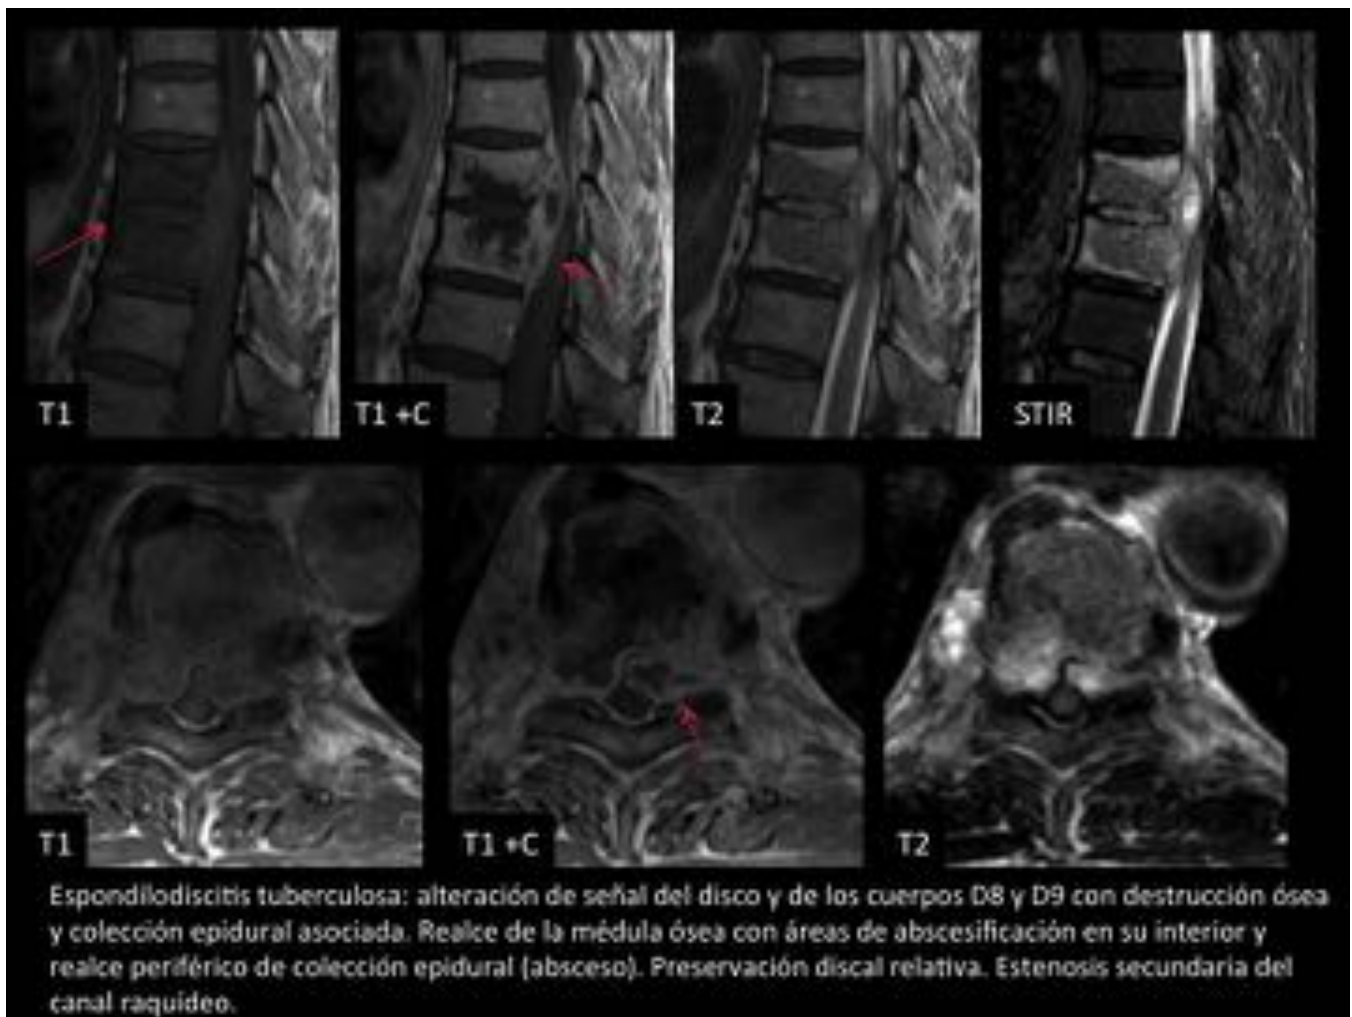 T1
T1 +C
T2
STIR
T1
T1 +C
T2
Espondilodiscitis tuberculosa: alteración de señal del disco y de los cuerpos D8 y D9 con destrucción ósea
y colección epidural asociada. Realce de la médula ósea con áreas de abscesificación en su interior y
realce periférico de colección epidural (absceso). Preservación discal relativa. Estenosis secundaria del
canal raquídeo.